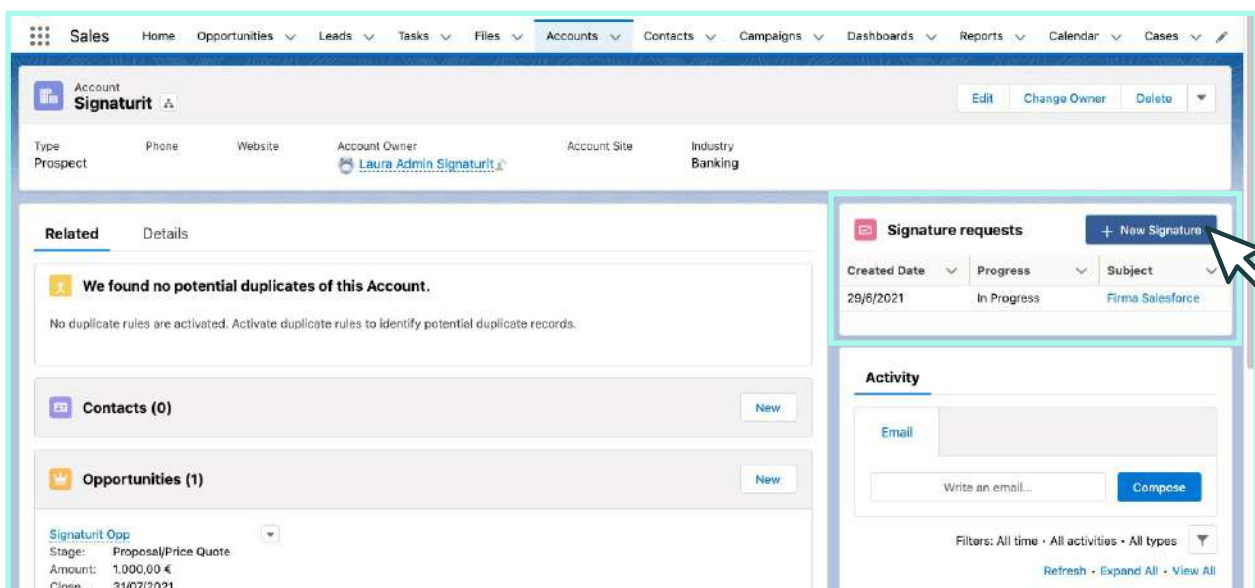 Sales Home Opportunities Leads Tasks Files Accounts Contacts Campaigns Dashboards Reports Calendar Cases
Account
Signaturit
Edit Change Owner Delete
Type Phone Website Account Owner Account Site Industry
Prospect Laura Admin Signaturit Banking
Related Details
We found no potential duplicates of this Account.
No duplicate rules are activated. Activate duplicate rules to identify potential duplicate records.
Contacts (0) New
Opportunities (1) New
Signaturit Opp
Stage: Proposal/Price Quote
Amount: 1.000,00 €
Close 31/07/2021
Signature requests + New Signature
Created Date Progress Subject
29/6/2021 In Progress Firma Salesforce
Activity
Email
Write an email... Compose
Filters: All time • All activities • All types
Refresh • Expand All • View All